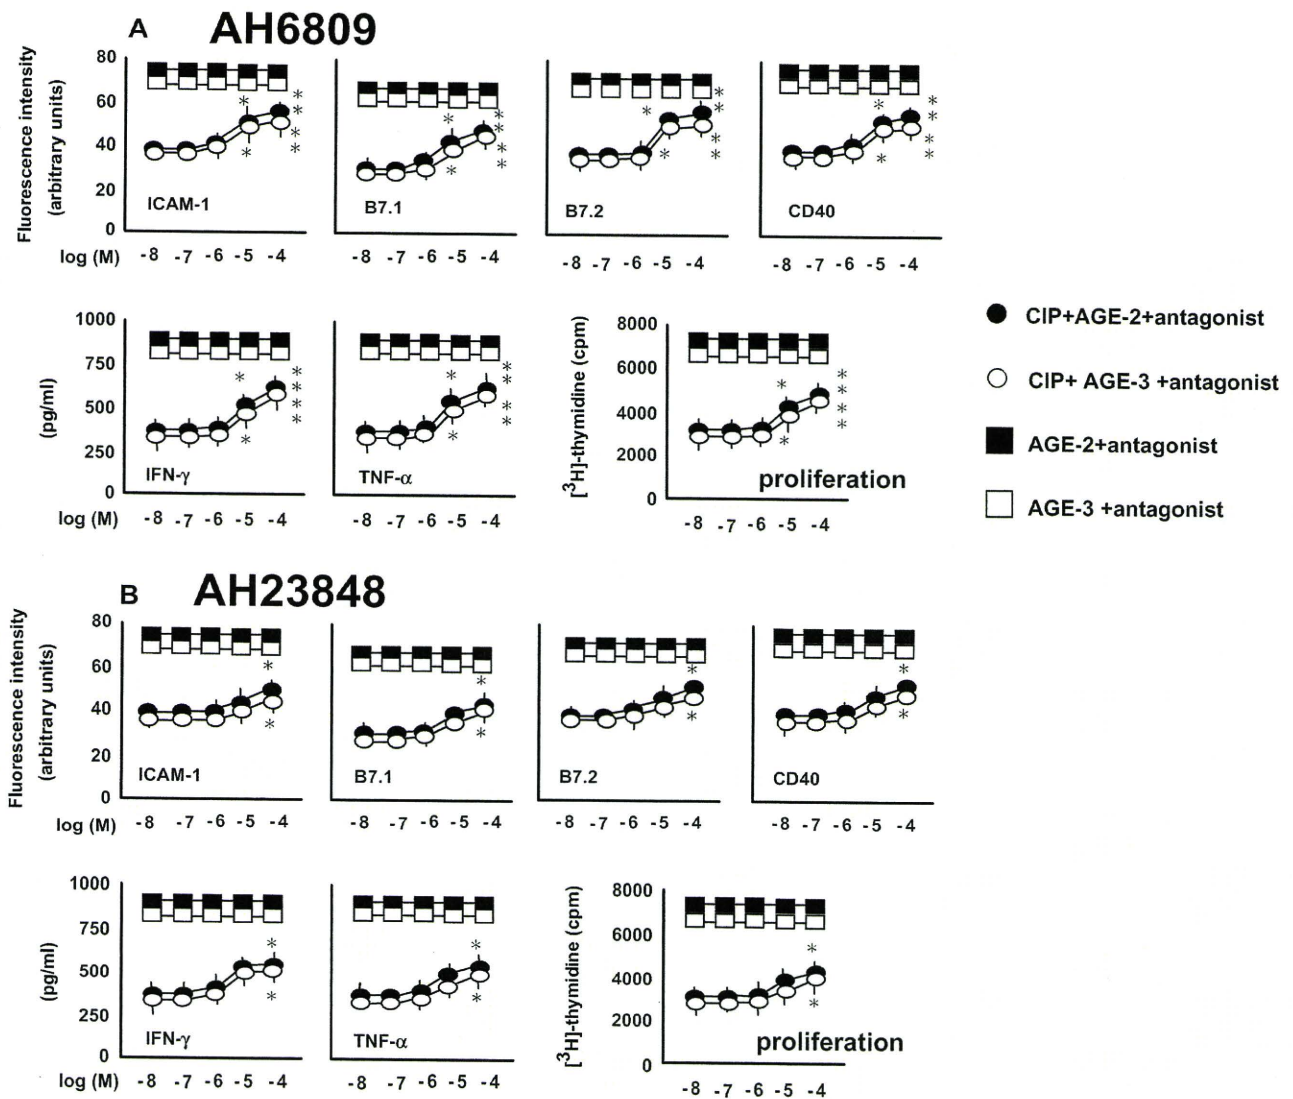 A AH6809
Fluorescence intensity
(arbitrary units)
80
60
40
20
0
ICAM-1
B7.1
B7.2
CD40
log (M) -8 -7 -6 -5 -4
-8 -7 -6 -5 -4
-8 -7 -6 -5 -4
-8 -7 -6 -5 -4
* * * * * *
* * * * * *
* * * * * *
* * * * * *
(pg/ml)
1000
750
500
250
0
IFN-γ
TNF-α
log (M) -8 -7 -6 -5 -4
-8 -7 -6 -5 -4
* * * * * *
* * * * * *
[³H]-thymidine (cpm)
8000
6000
4000
2000
0
proliferation
-8 -7 -6 -5 -4
* * * * * *
CIP+AGE-2+antagonist
CIP+ AGE-3 +antagonist
AGE-2+antagonist
AGE-3 +antagonist
B AH23848
Fluorescence intensity
(arbitrary units)
80
60
40
20
0
ICAM-1
B7.1
B7.2
CD40
log (M) -8 -7 -6 -5 -4
-8 -7 -6 -5 -4
-8 -7 -6 -5 -4
-8 -7 -6 -5 -4
* *
* *
* *
* *
(pg/ml)
1000
750
500
250
0
IFN-γ
TNF-α
log (M) -8 -7 -6 -5 -4
-8 -7 -6 -5 -4
* *
* *
[³H]-thymidine (cpm)
8000
6000
4000
2000
0
proliferation
-8 -7 -6 -5 -4
* *